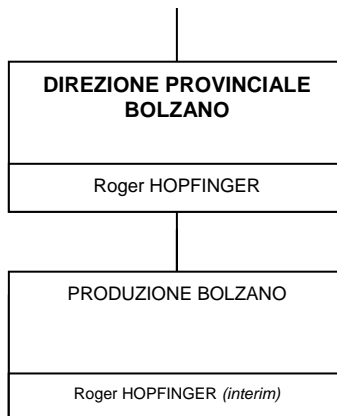 DIREZIONE PROVINCIALE
BOLZANO
Roger HOPFINGER
PRODUZIONE BOLZANO
Roger HOPFINGER (interim)